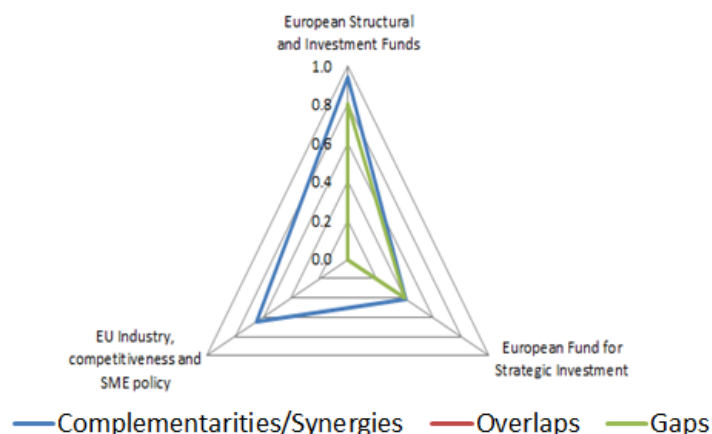 European Structural
and Investment Funds
1.0
0.8
0.6
0.4
0.2
0.0
EU Industry,
competitiveness and
SME policy
European Fund for
Strategic Investment
Complementarities/Synergies Overlaps Gaps